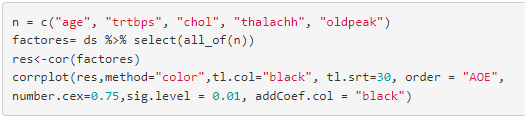 n = c("age", "trtbps", "chol", "thalachh", "oldpeak")
factores= ds %>% select(all_of(n))
res<-cor(factores)
corrplot(res,method="color",tl.col="black", tl.srt=30, order = "AOE",
number.cex=0.75,sig.level = 0.01, addCoef.col = "black")